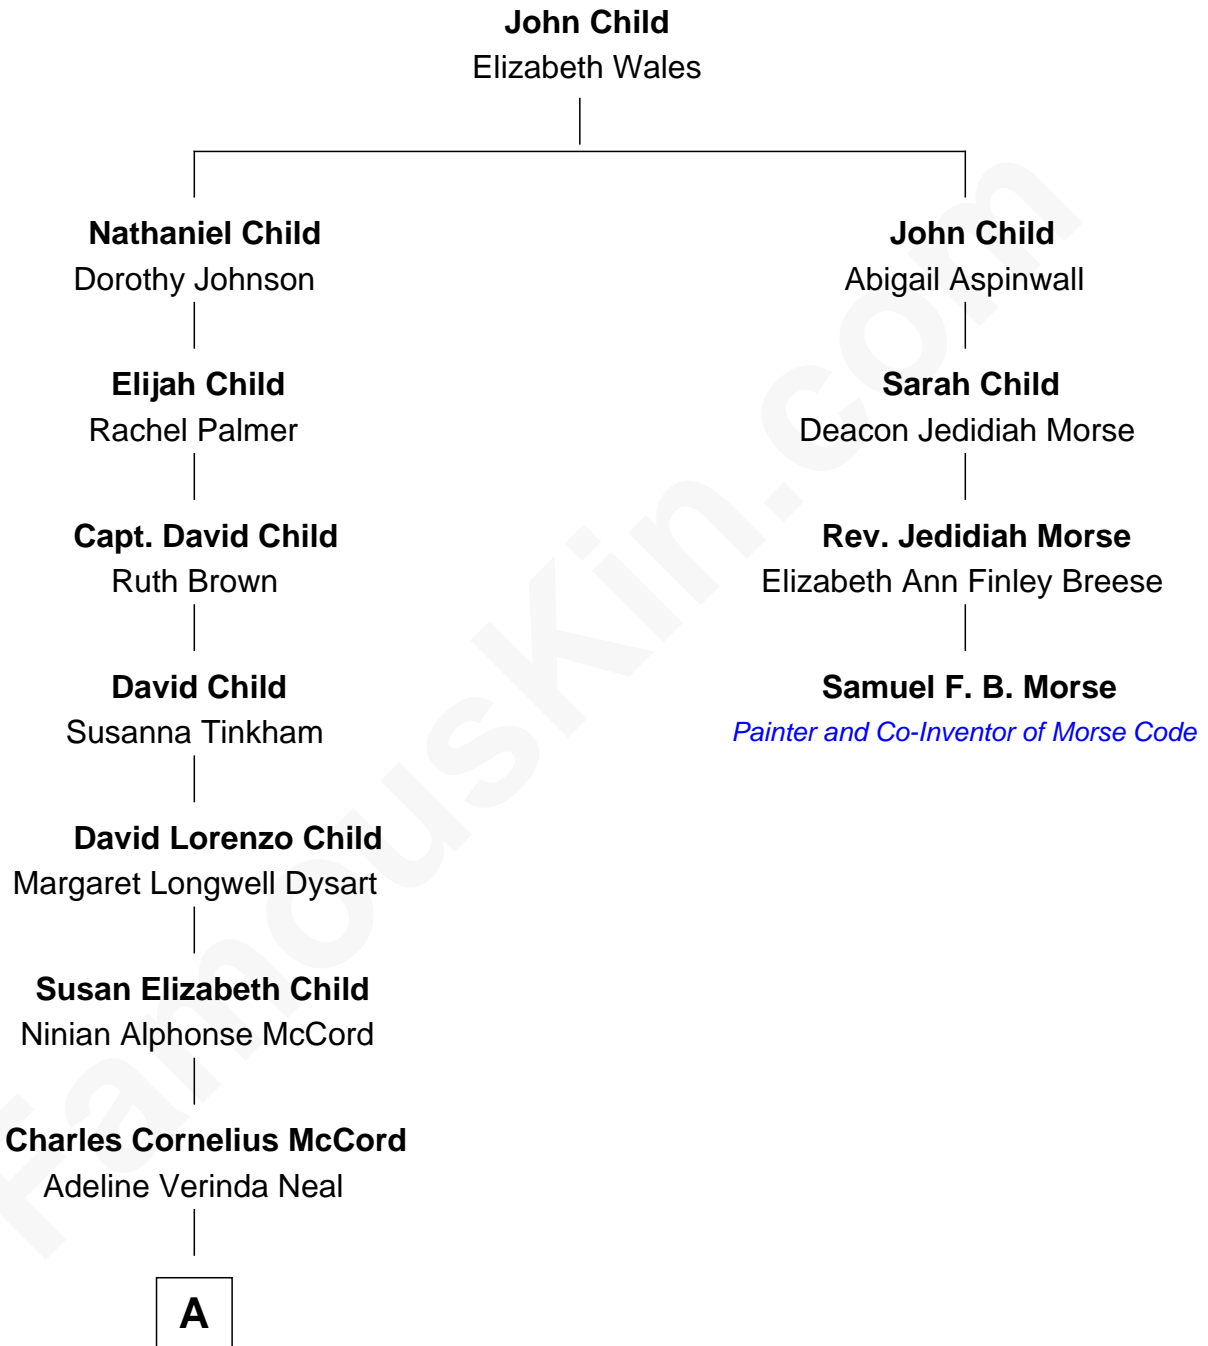 John Child
Elizabeth Wales
Nathaniel Child
Dorothy Johnson
John Child
Abigail Aspinwall
Elijah Child
Rachel Palmer
Sarah Child
Deacon Jedidiah Morse
Capt. David Child
Ruth Brown
Rev. Jedidiah Morse
Elizabeth Ann Finley Breese
David Child
Susanna Tinkham
Samuel F. B. Morse
Painter and Co-Inventor of Morse Code
David Lorenzo Child
Margaret Longwell Dysart
Susan Elizabeth Child
Ninian Alphonse McCord
Charles Cornelius McCord
Adeline Verinda Neal
A
FamousKin.com